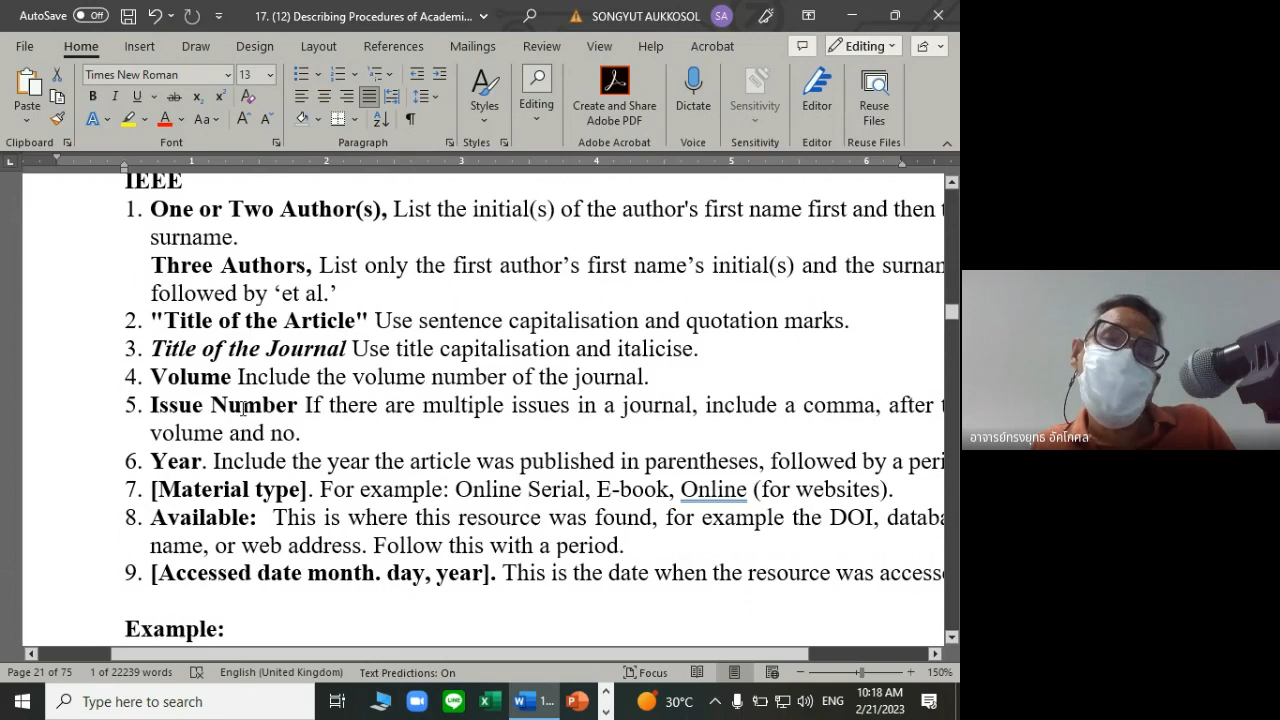 AutoSave Off 17. (12) Describing Procedures of Academi... SONGYUT AUKKOSOL SA
File Home Insert Draw Design Layout References Mailings Review View Help Acrobat Editing
Times New Roman 13
Paste Styles Editing Create and Share Adobe PDF Dictate Sensitivity Editor Reuse Files
Clipboard Font Paragraph Styles Adobe Acrobat Voice Sensitivity Editor Reuse Files
1 2 3 4 5 6
IEEE
1. One or Two Author(s), List the initial(s) of the author's first name first and then
surname.
Three Authors, List only the first author’s first name’s initial(s) and the
followed by ‘et al.’
2. "Title of the Article" Use sentence capitalisation and quotation marks.
3. Title of the Journal Use title capitalisation and italicise.
4. Volume Include the volume number of the journal.
5. Issue Number If there are multiple issues in a journal, include a comma, after
volume and no.
6. Year. Include the year the article was published in parentheses, followed by a
7. [Material type]. For example: Online Serial, E-book, Online (for websites).
8. Available: This is where this resource was found, for example the DOI,
name, or web address. Follow this with a period.
9. [Accessed date month. day, year]. This is the date when the resource was
Example:
อาจารย์ทรงยุทธ อัคโกศล
Page 21 of 75 1 of 22239 words English (United Kingdom) Text Predictions: On Focus 150%
Type here to search 1... 30°C ENG 10:18 AM
2/21/2023